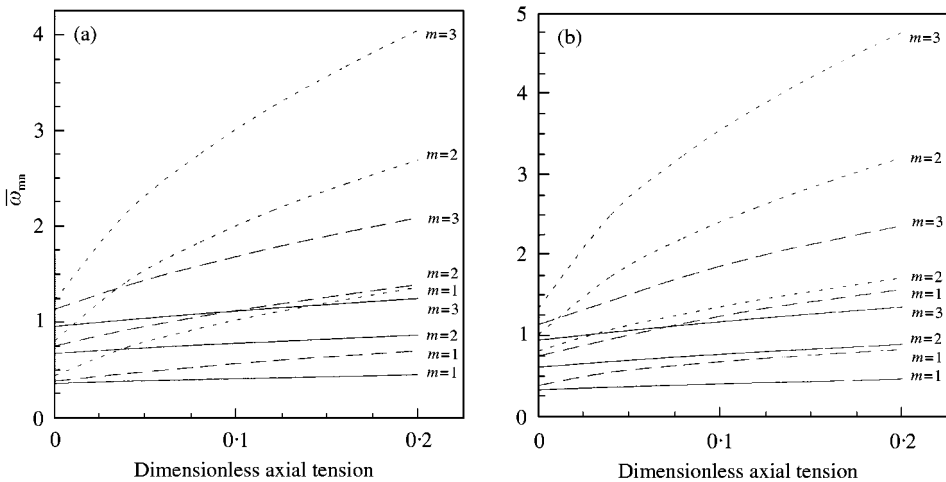 (a)
4
3
2
1
0
ω̅mn
m=3
m=2
m=3
m=2
m=1
m=3
m=2
m=1
m=1
0
0·1
0·2
Dimensionless axial tension
(b)
5
4
3
2
1
0
m=3
m=2
m=3
m=2
m=1
m=3
m=2
m=1
m=1
0
0·1
0·2
Dimensionless axial tension